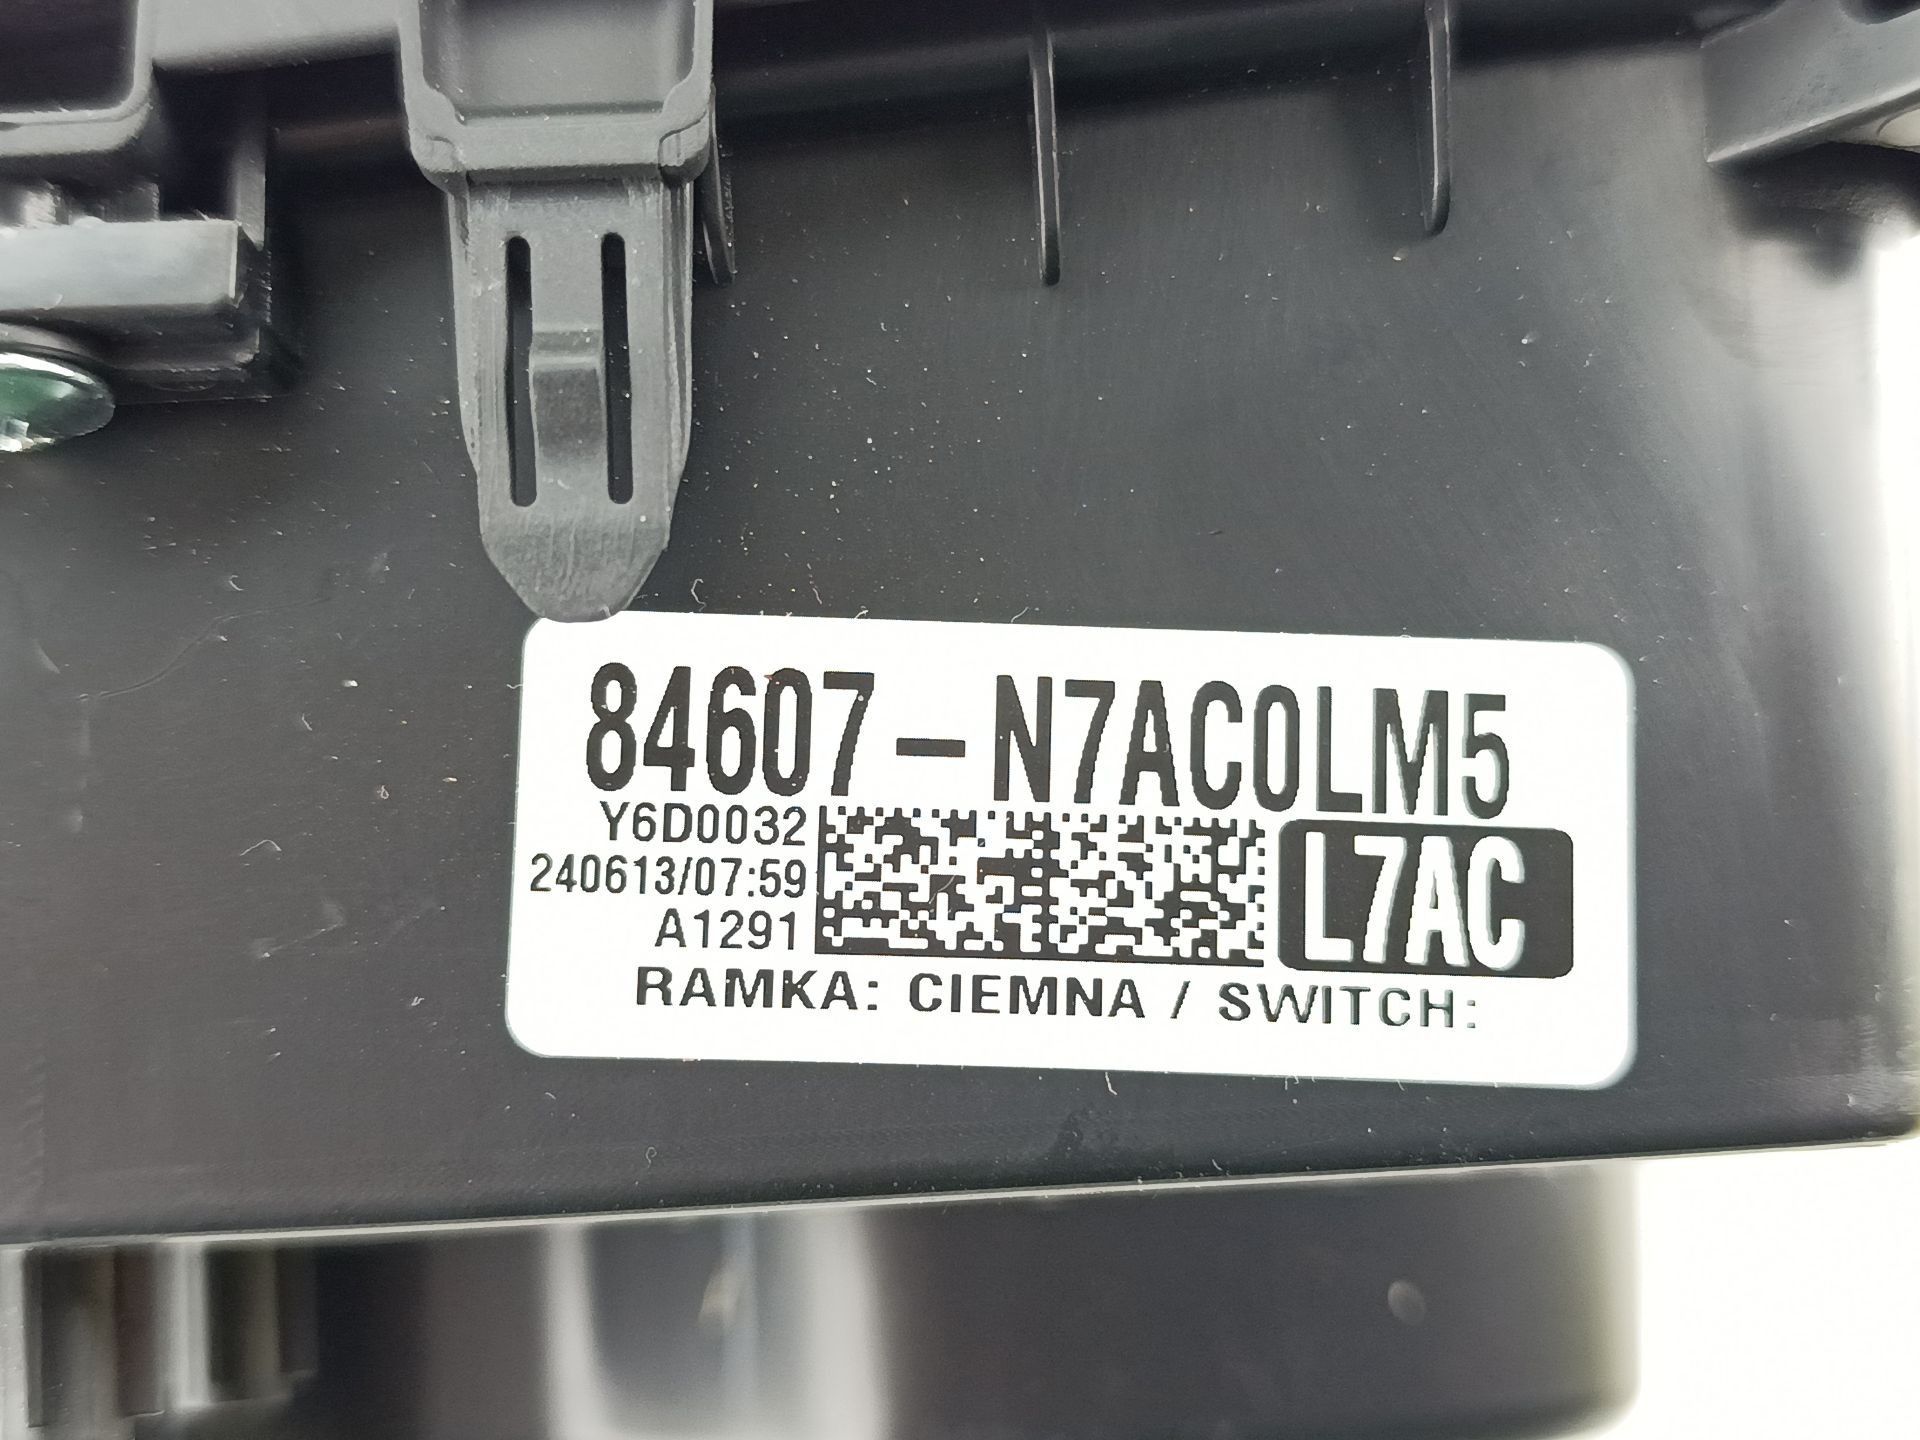 84607-N7AC0LM5
Y6D0032
240613/07:59
A1291
L7AC
RAMKA: CIEMNA / SWITCH: